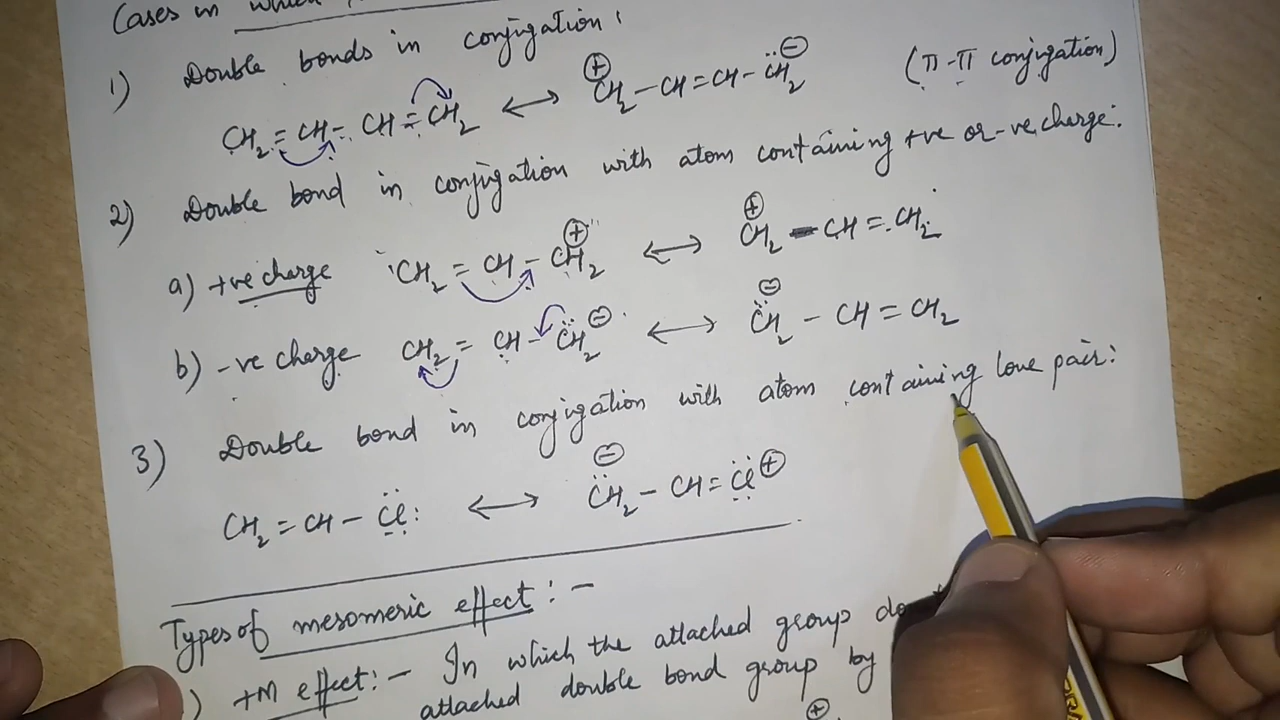 Cases in which
1) Double bonds in conjugation:
CH₂=CH–CH=CH₂ ↔ ⊕CH₂–CH=CH–C̈H₂⊖ (π-π conjugation)
2) Double bond in conjugation with atom containing +ve or -ve charge:
a) +ve charge CH₂=CH–CH₂⊕ ↔ ⊕CH₂–CH=CH₂
b) -ve charge CH₂=CH–C̈H₂⊖ ↔ ⊖C̈H₂–CH=CH₂
3) Double bond in conjugation with atom containing lone pair:
CH₂=CH–C̈l: ↔ ⊖C̈H₂–CH=C̈l⊕
Types of mesomeric effect:-
) +M effect:- In which the attached group
attached double bond group by
⊕